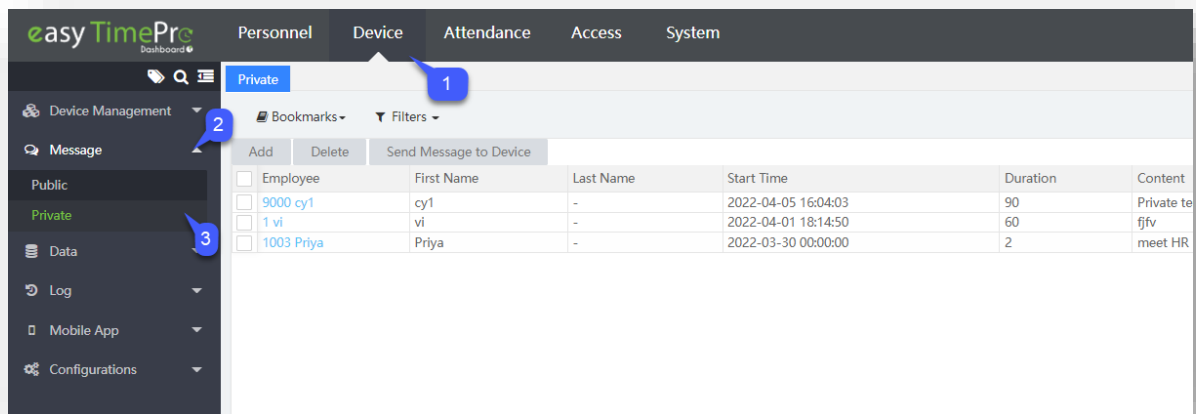 easy TimePro
Dashboard
Personnel Device Attendance Access System
Private
1
Device Management
2
Bookmarks Filters
Message
Add Delete Send Message to Device
Public
Employee First Name Last Name Start Time Duration Content
Private
9000 cy1 cy1 - 2022-04-05 16:04:03 90 Private te
1 vi vi - 2022-04-01 18:14:50 60 fjfv
3
1003 Priya Priya - 2022-03-30 00:00:00 2 meet HR
Data
Log
Mobile App
Configurations